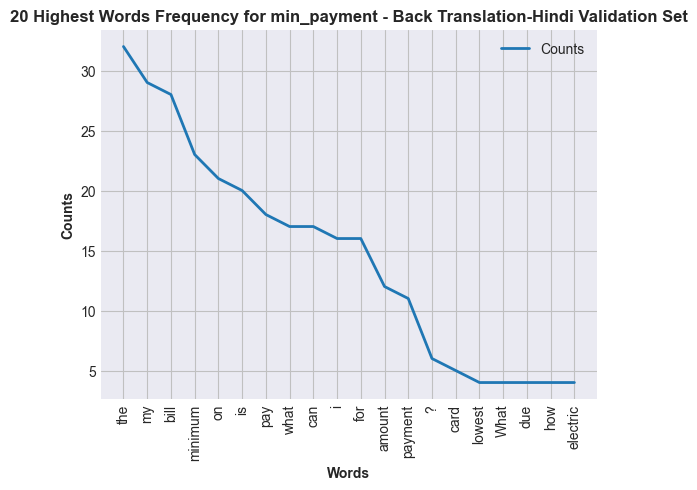 20 Highest Words Frequency for min_payment - Back Translation-Hindi Validation Set
Counts
30
25
20
15
10
5
Counts
the
my
bill
minimum
on
is
pay
what
can
i
for
amount
payment
?
card
lowest
What
due
how
electric
Words